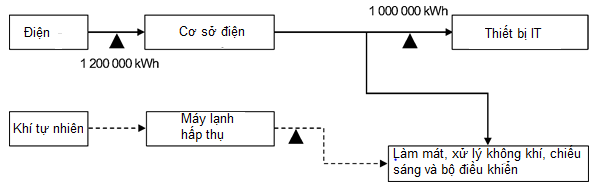 1 000 000 kWh
Điện
Cơ sở điện
Thiết bị IT
1 200 000 kWh
Khí tự nhiên
Máy lạnh
hấp thụ
Làm mát, xử lý không khí, chiếu
sáng và bộ điều khiển